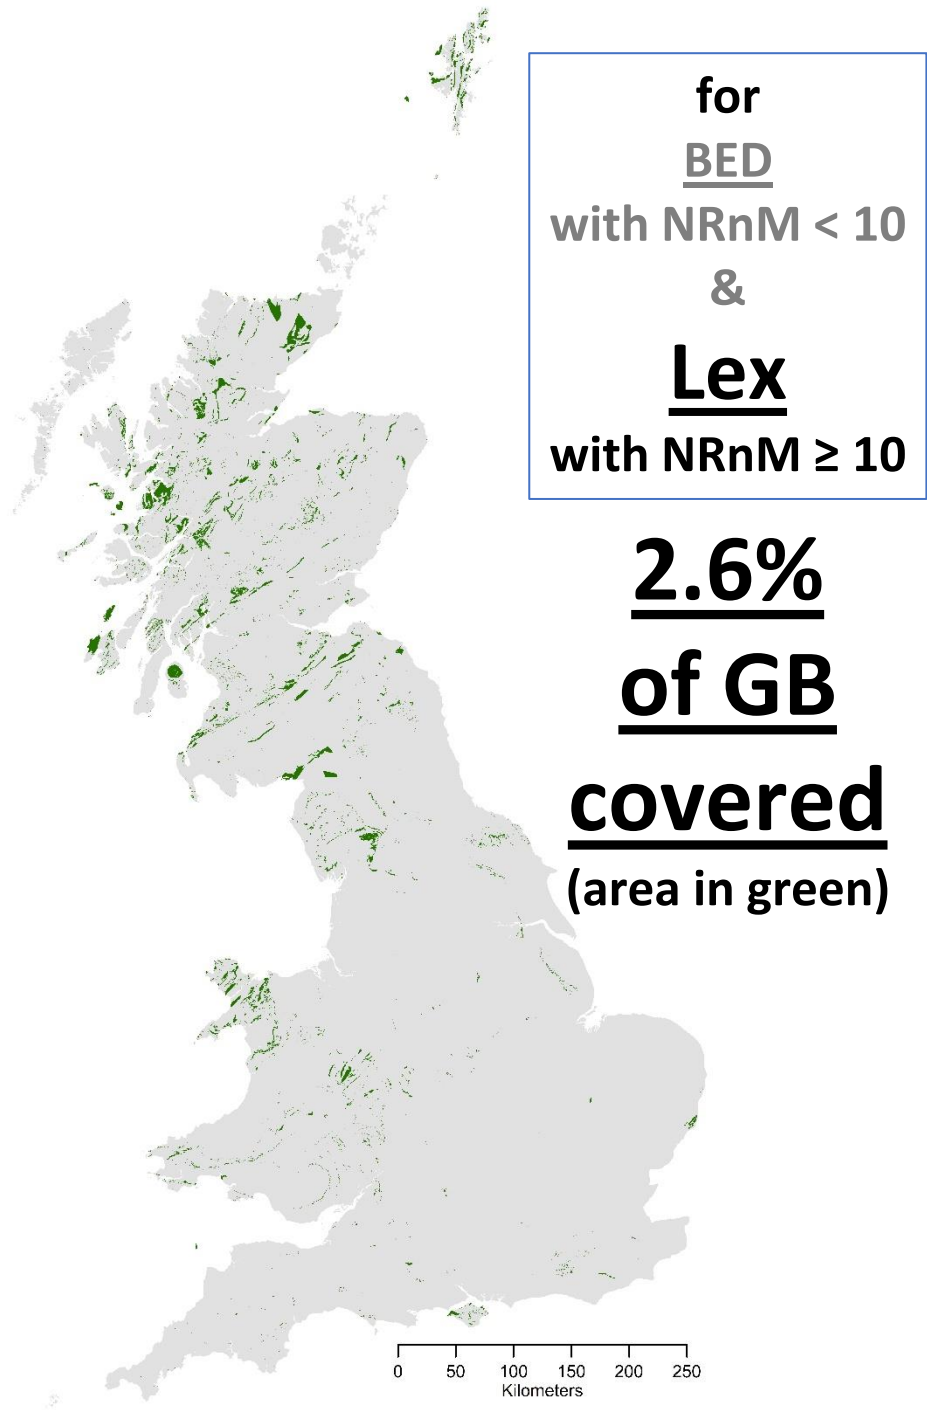 for
BED
with NRnM < 10
&
Lex
with NRnM ≥ 10
2.6%
of GB
covered
(area in green)
0 50 100 150 200 250
Kilometers